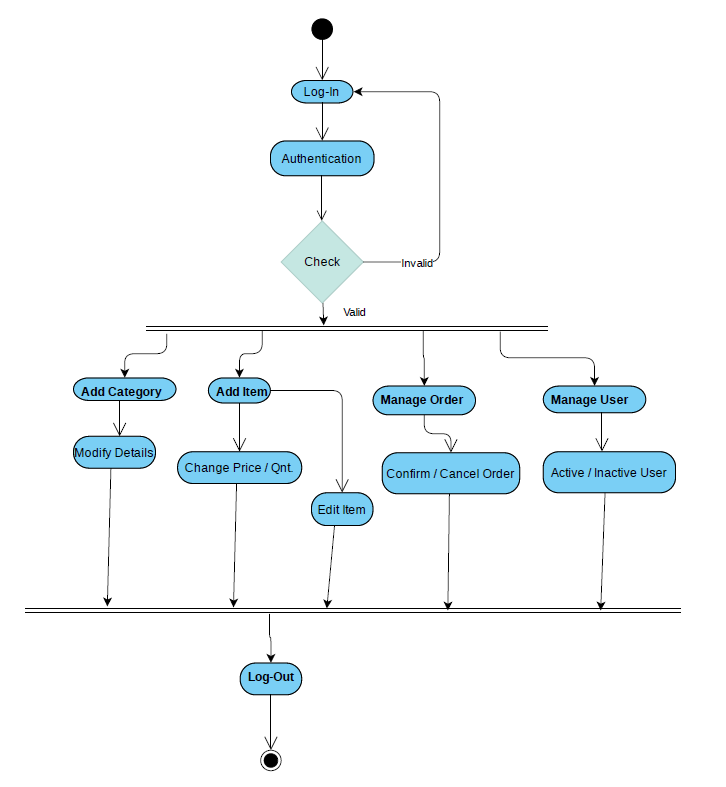 Log-In
Authentication
Check
Invalid
Valid
Add Category
Add Item
Manage Order
Manage User
Modify Details
Change Price / Qnt.
Confirm / Cancel Order
Active / Inactive User
Edit Item
Log-Out